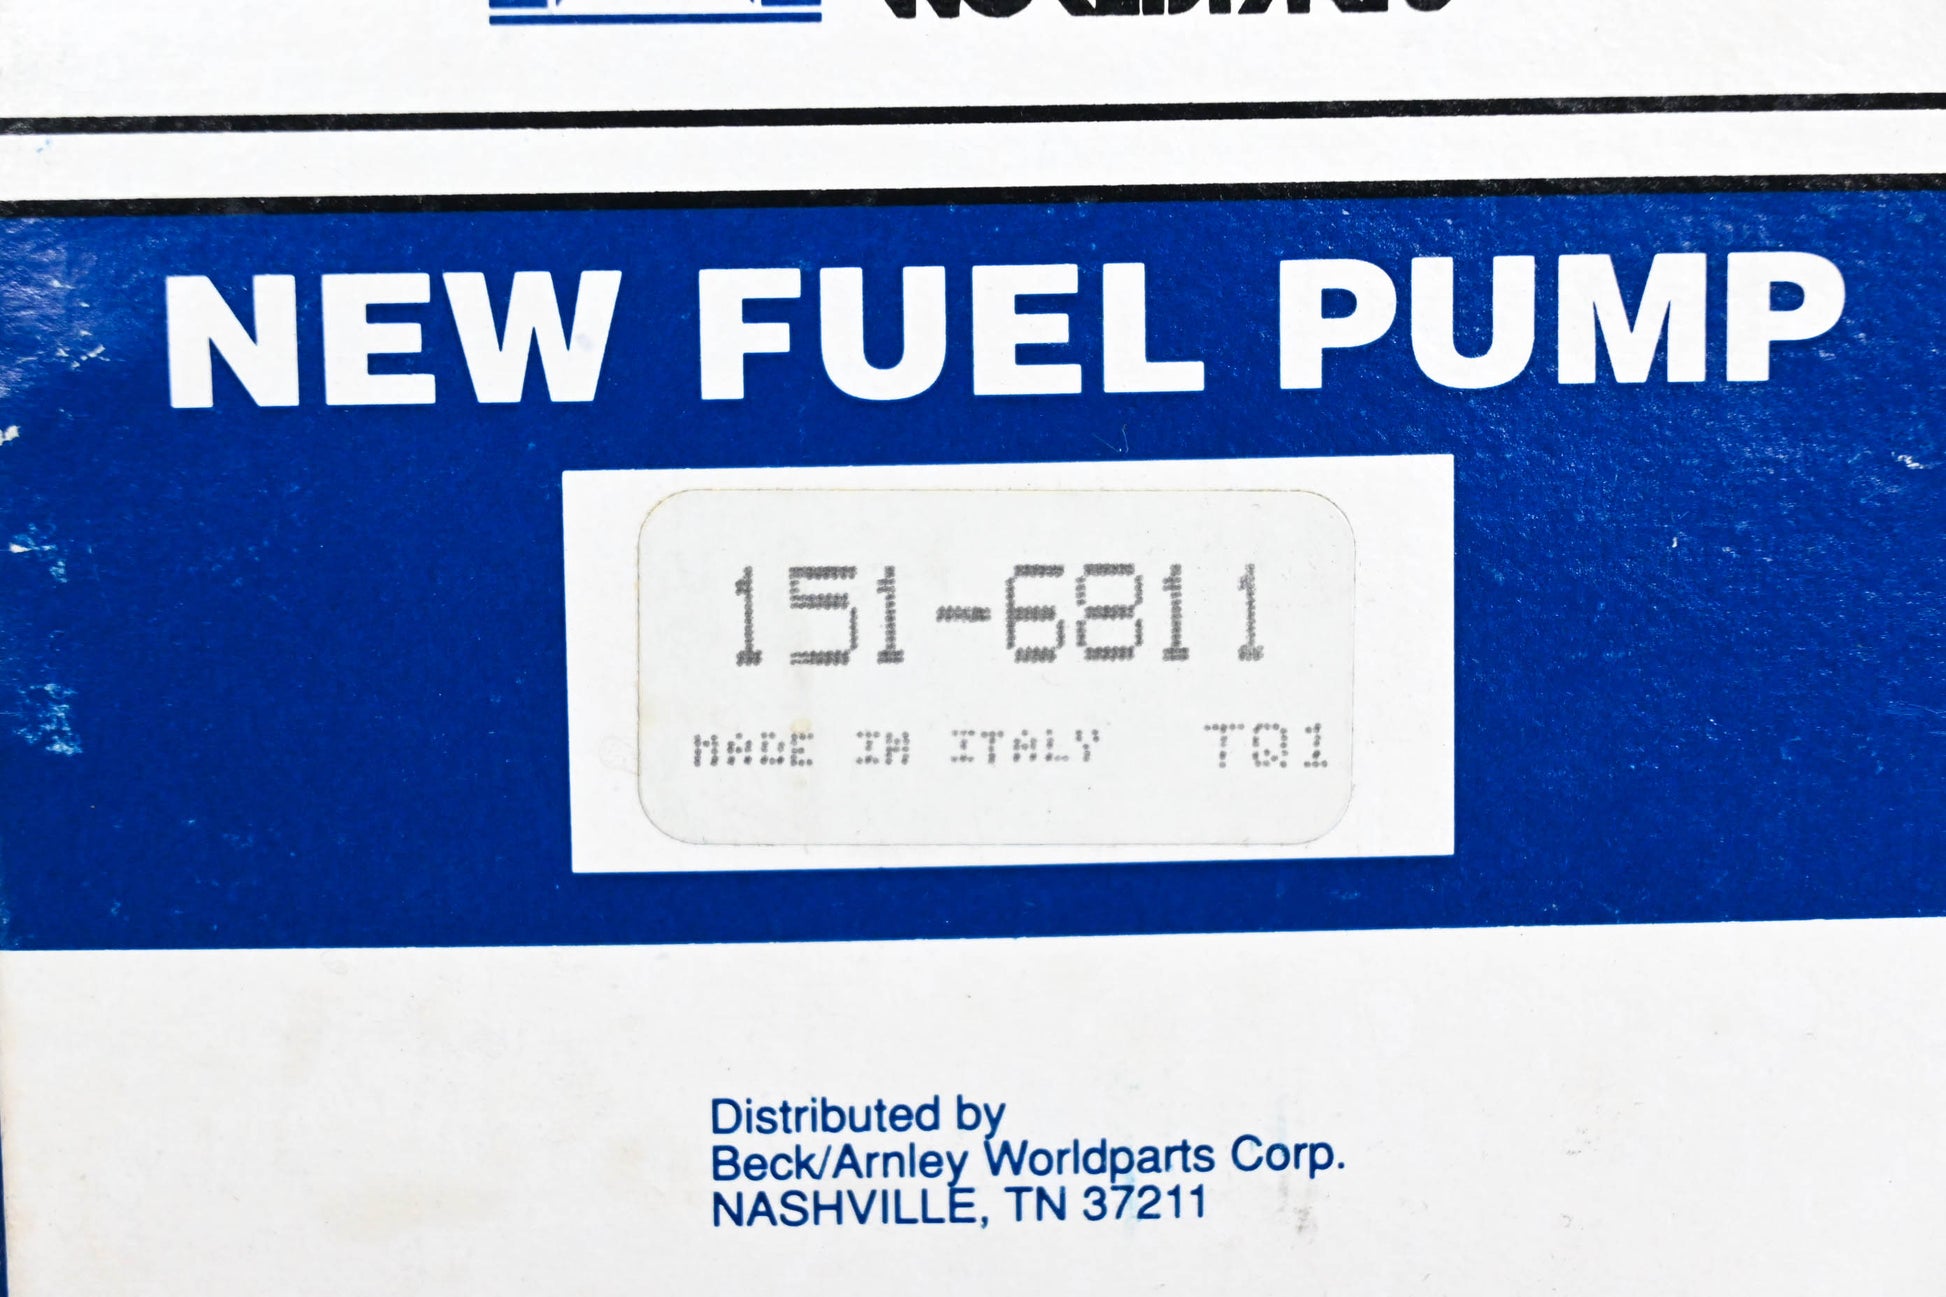 NEW FUEL PUMP
151-6811
MADE IN ITALY TQ1
Distributed by
Beck/Arnley Worldparts Corp.
NASHVILLE, TN 37211